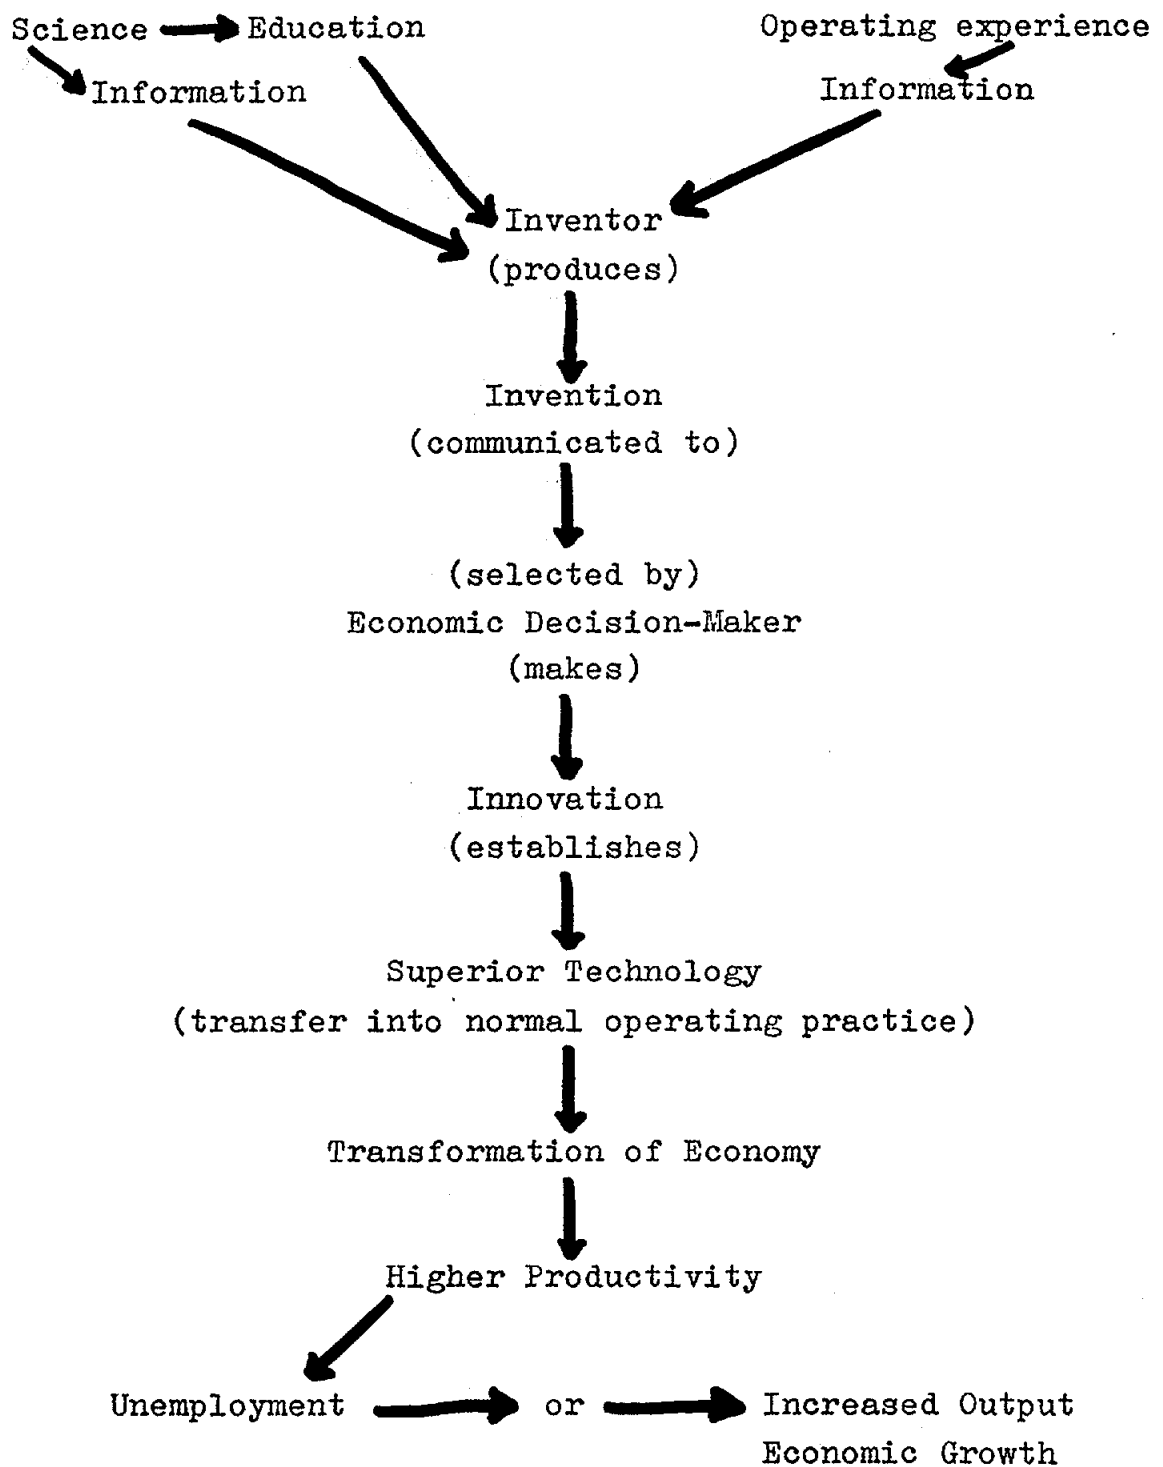 Science Education
Operating experience
Information
Information
Inventor
(produces)
Invention
(communicated to)
(selected by)
Economic Decision-Maker
(makes)
Innovation
(establishes)
Superior Technology
(transfer into normal operating practice)
Transformation of Economy
Higher Productivity
Unemployment or Increased Output
Economic Growth